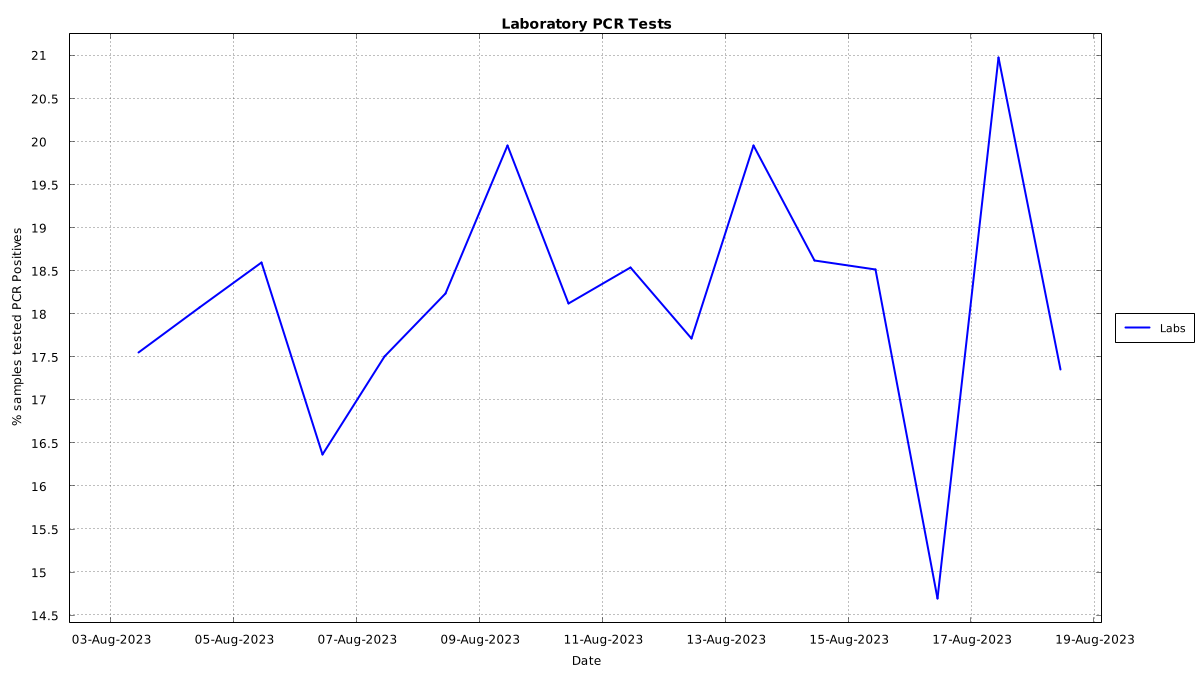 Laboratory PCR Tests
21
20.5
20
19.5
19
18.5
18
17.5
17
16.5
16
15.5
15
14.5
% samples tested PCR Positives
03-Aug-2023 05-Aug-2023 07-Aug-2023 09-Aug-2023 11-Aug-2023 13-Aug-2023 15-Aug-2023 17-Aug-2023 19-Aug-2023
Date
Labs